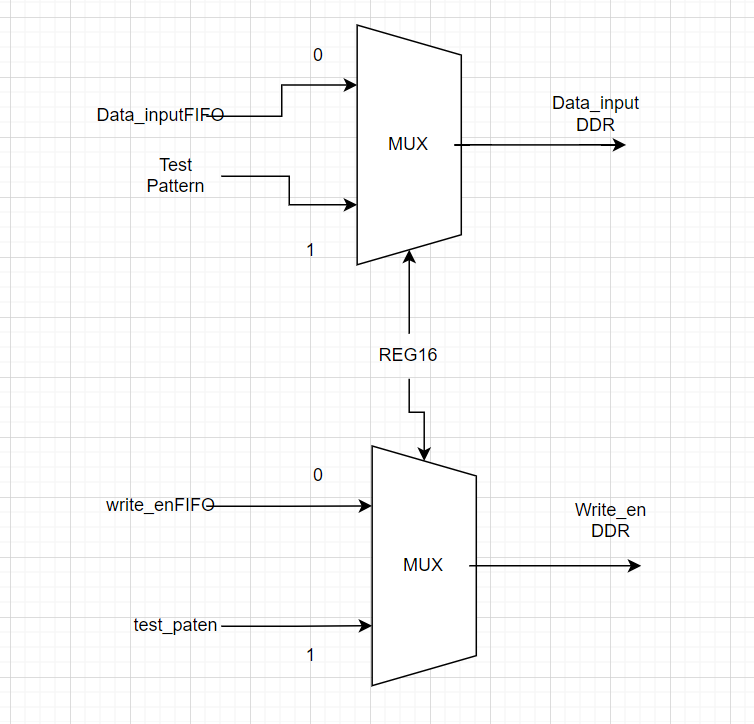 0
Data_inputFIFO
Test
Pattern
1
MUX
Data_input
DDR
REG16
0
write_enFIFO
test_paten
1
MUX
Write_en
DDR